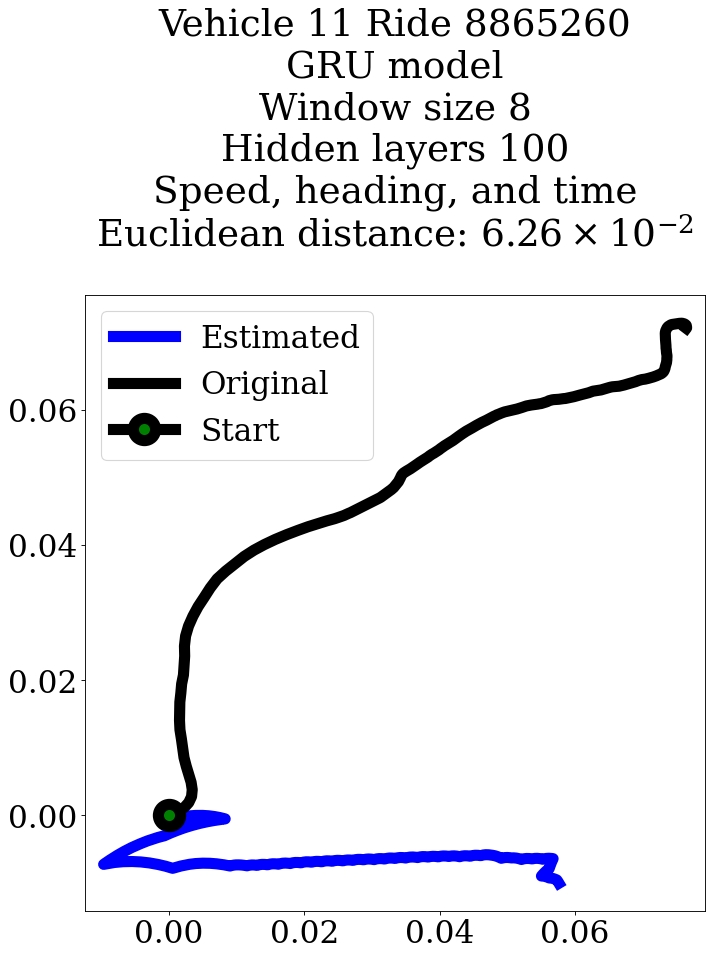 Vehicle 11 Ride 8865260
GRU model
Window size 8
Hidden layers 100
Speed, heading, and time
Euclidean distance: 6.26 × 10⁻²
Estimated
Original
Start
0.06
0.04
0.02
0.00
0.00 0.02 0.04 0.06